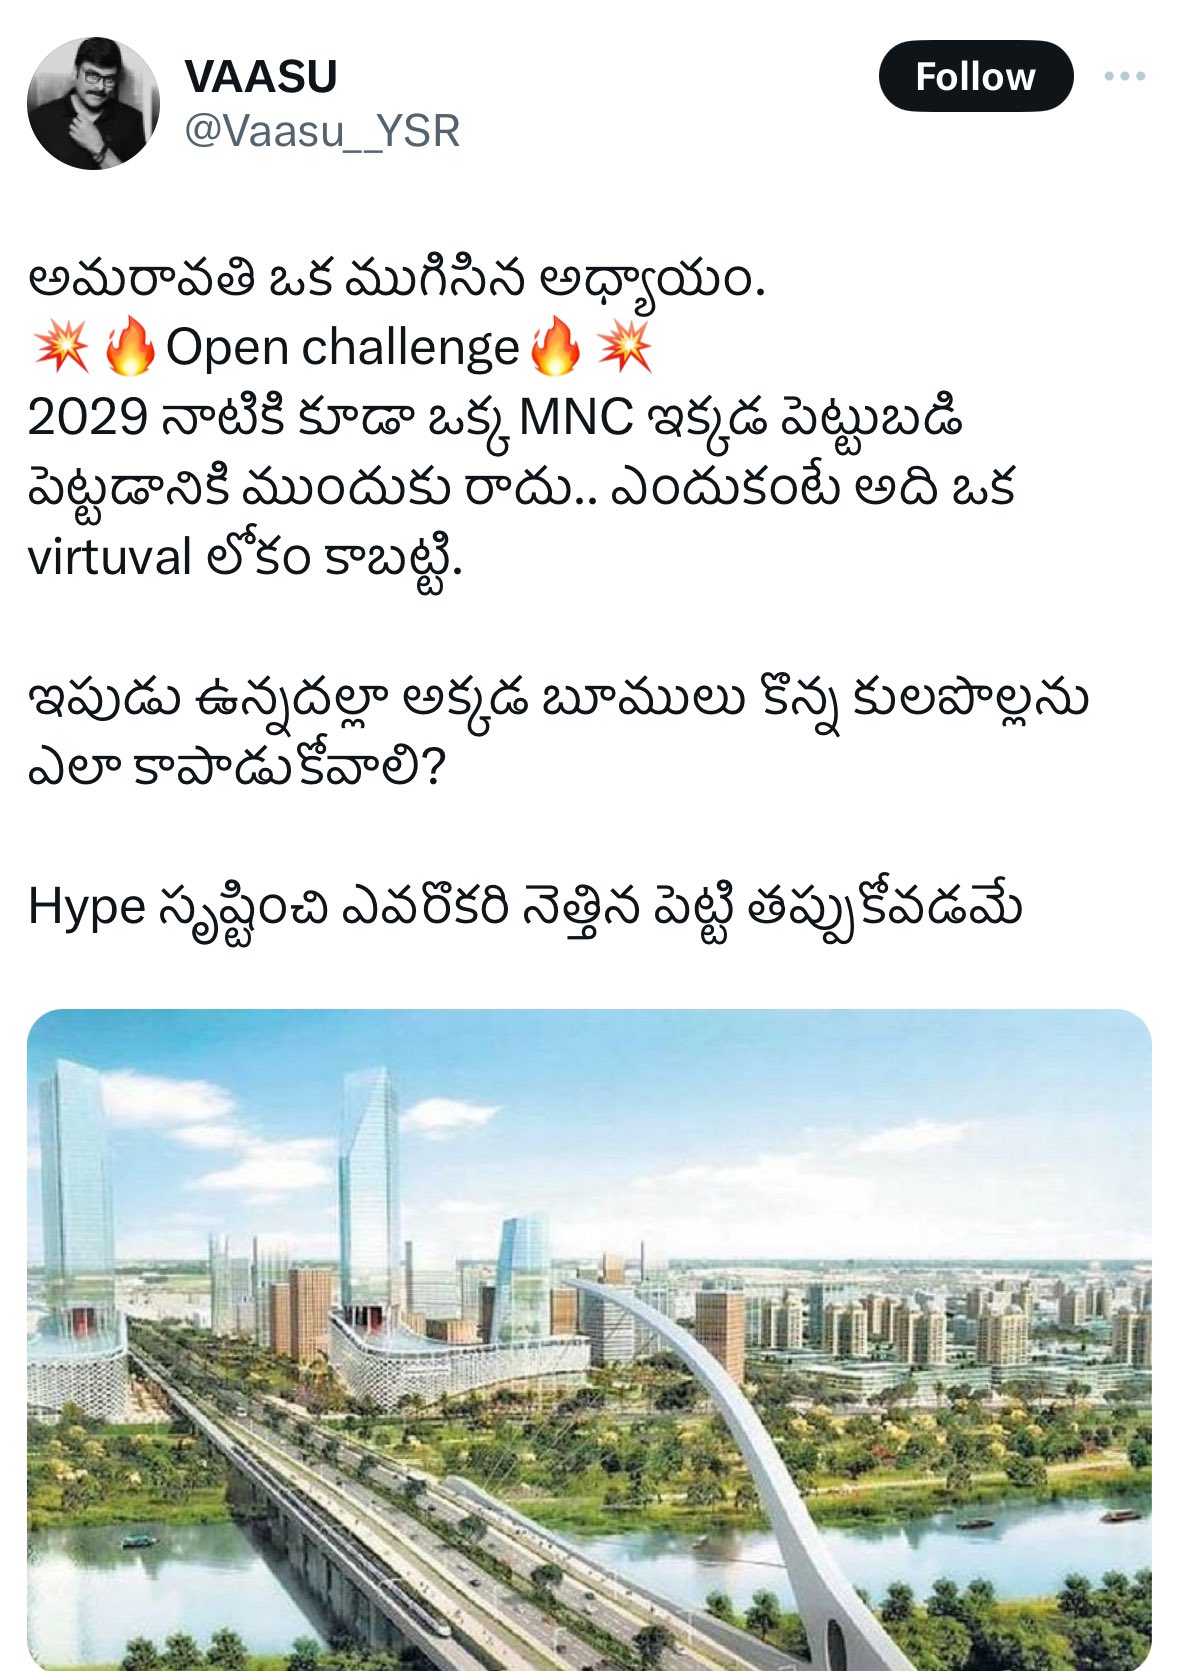 VAASU
Follow
@Vaasu__YSR
అమరావతి ఒక ముగిసిన అధ్యాయం.
💥🔥Open challenge🔥💥
2029 నాటికి కూడా ఒక్క MNC ఇక్కడ పెట్టుబడి
పెట్టడానికి ముందుకు రాదు.. ఎందుకంటే అది ఒక
virtuval లోకం కాబట్టి.
ఇపుడు ఉన్నదల్లా అక్కడ బూములు కొన్న కులపొల్లను
ఎలా కాపాడుకోవాలి?
Hype సృష్టించి ఎవరొకరి నెత్తిన పెట్టి తప్పుకోవడమే